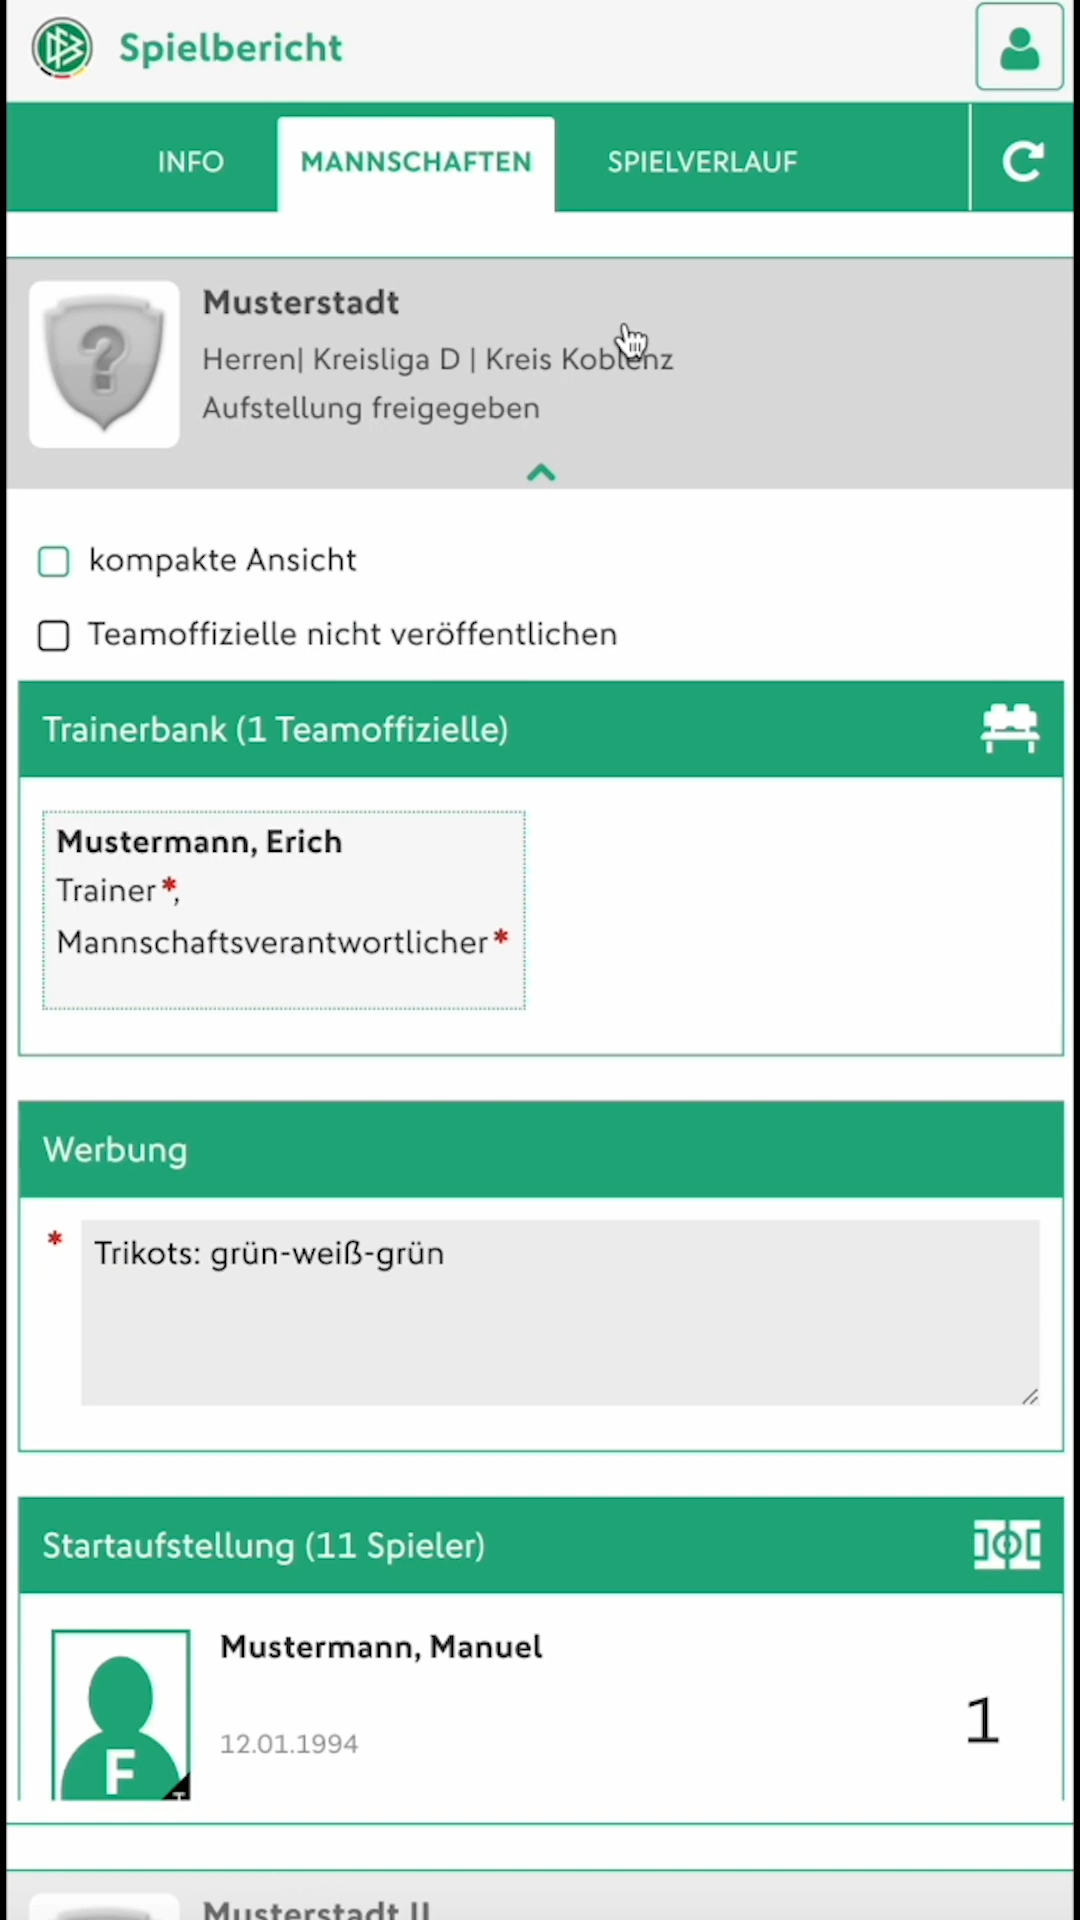 Spielbericht
INFO
MANNSCHAFTEN
SPIELVERLAUF
?
Musterstadt
Herren| Kreisliga D | Kreis Koblenz
Aufstellung freigegeben
kompakte Ansicht
Teamoffizielle nicht veröffentlichen
Trainerbank (1 Teamoffizielle)
Mustermann, Erich
Trainer*,
Mannschaftsverantwortlicher*
Werbung
* Trikots: grün-weiß-grün
Startaufstellung (11 Spieler)
Mustermann, Manuel
12.01.1994
1
F
T
Musterstadt II